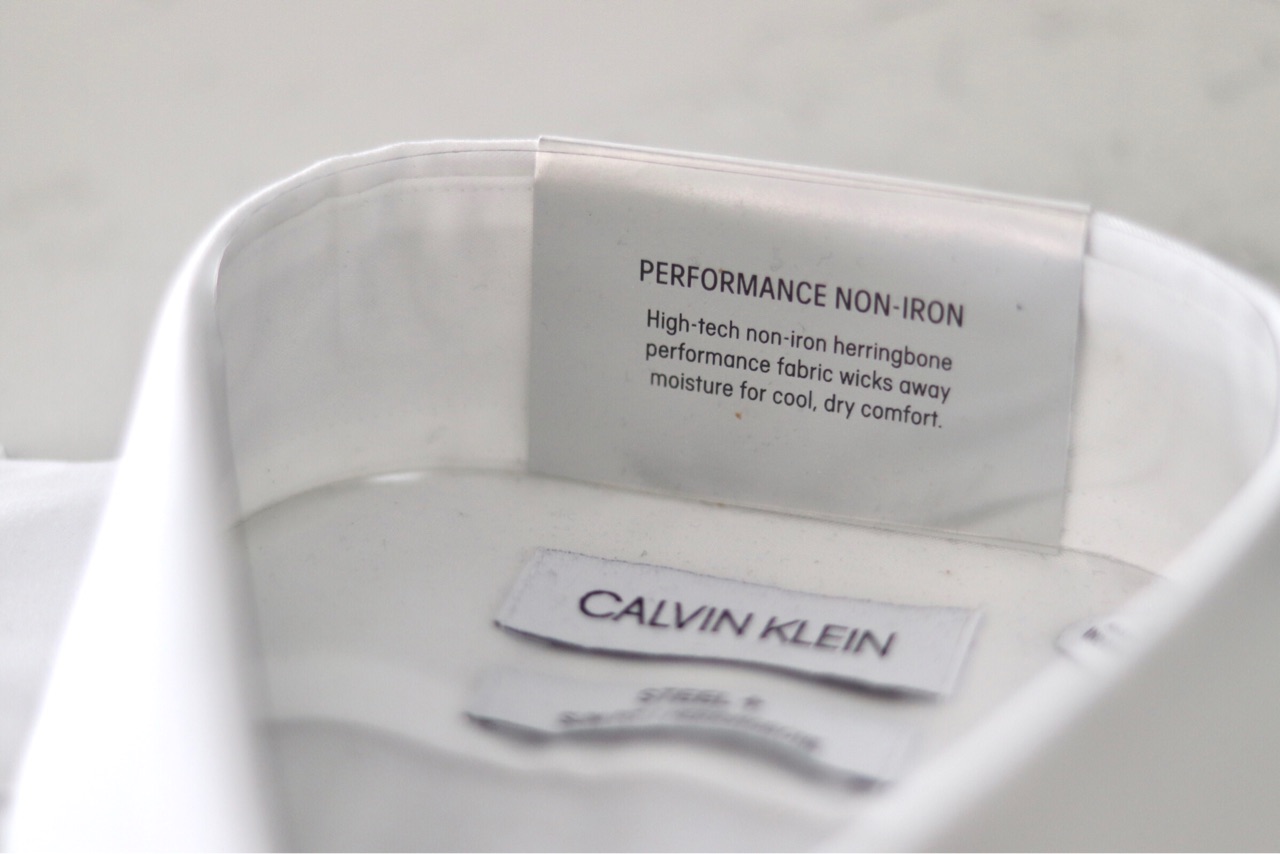 PERFORMANCE NON-IRON
High-tech non-iron herringbone
performance fabric wicks away
moisture for cool, dry comfort.
CALVIN KLEIN
STEEL